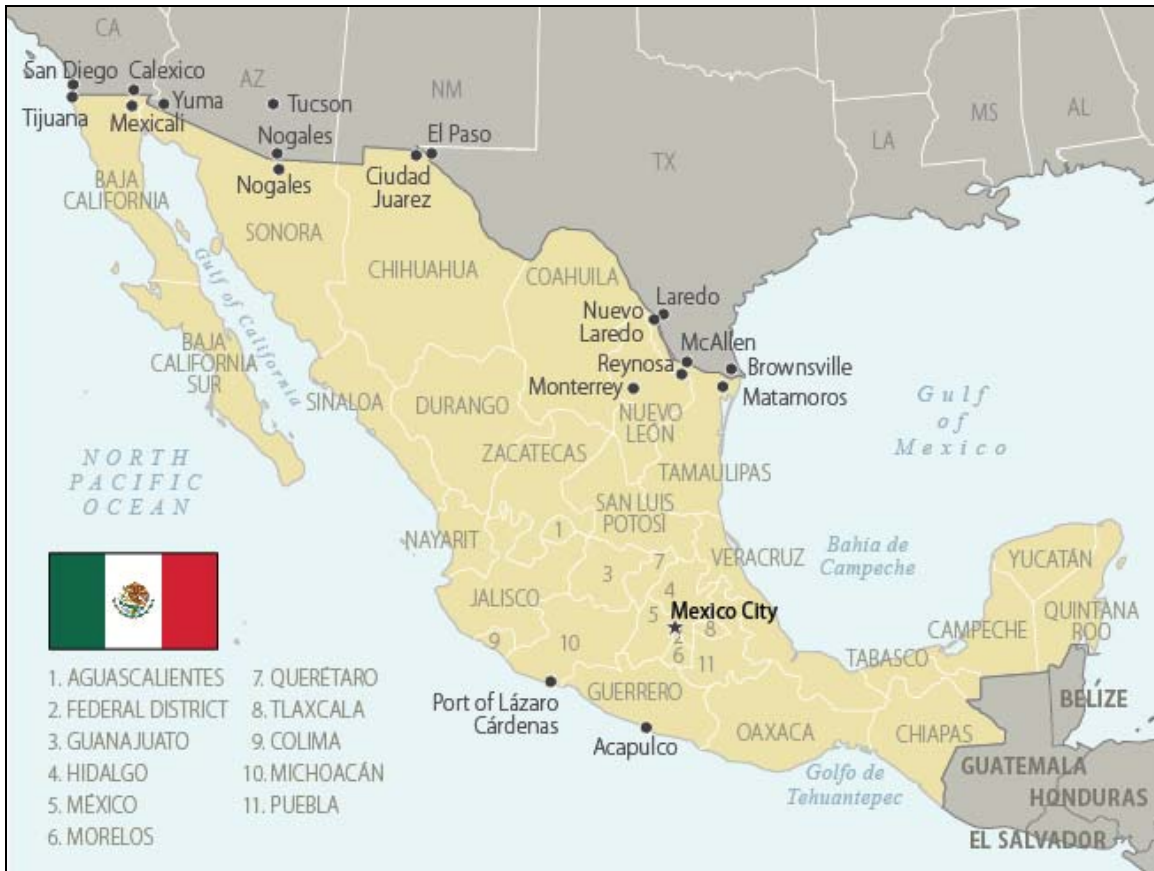 CA
AZ
NM
TX
LA
MS
AL
San Diego
Calexico
Tijuana
Mexicali
Yuma
Tucson
Nogales
Nogales
El Paso
Ciudad
Juarez
BAJA
CALIFORNIA
SONORA
CHIHUAHUA
COAHUILA
Gulf of California
BAJA
CALIFORNIA
SUR
Nuevo
Laredo
Laredo
McAllen
Reynosa
Brownsville
Monterrey
Matamoros
SINALOA
DURANGO
NUEVO
LEÓN
ZACATECAS
TAMAULIPAS
Gulf
of
Mexico
NORTH
PACIFIC
OCEAN
SAN LUIS
POTOSÍ
NAYARIT
1
VERACRUZ
Bahia de
Campeche
YUCATÁN
7
3
4
JALISCO
5
Mexico City
QUINTANA
ROO
CAMPECHE
2
8
9
10
6
11
TABASCO
GUERRERO
Port of Lázaro
Cárdenas
Acapulco
OAXACA
CHIAPAS
BELÍZE
Golfo de
Tehuantepec
GUATEMALA
HONDURAS
EL SALVADOR
1. AGUASCALIENTES
2. FEDERAL DISTRICT
3. GUANAJUATO
4. HIDALGO
5. MÉXICO
6. MORELOS
7. QUERÉTARO
8. TLAXCALA
9. COLIMA
10. MICHOACÁN
11. PUEBLA